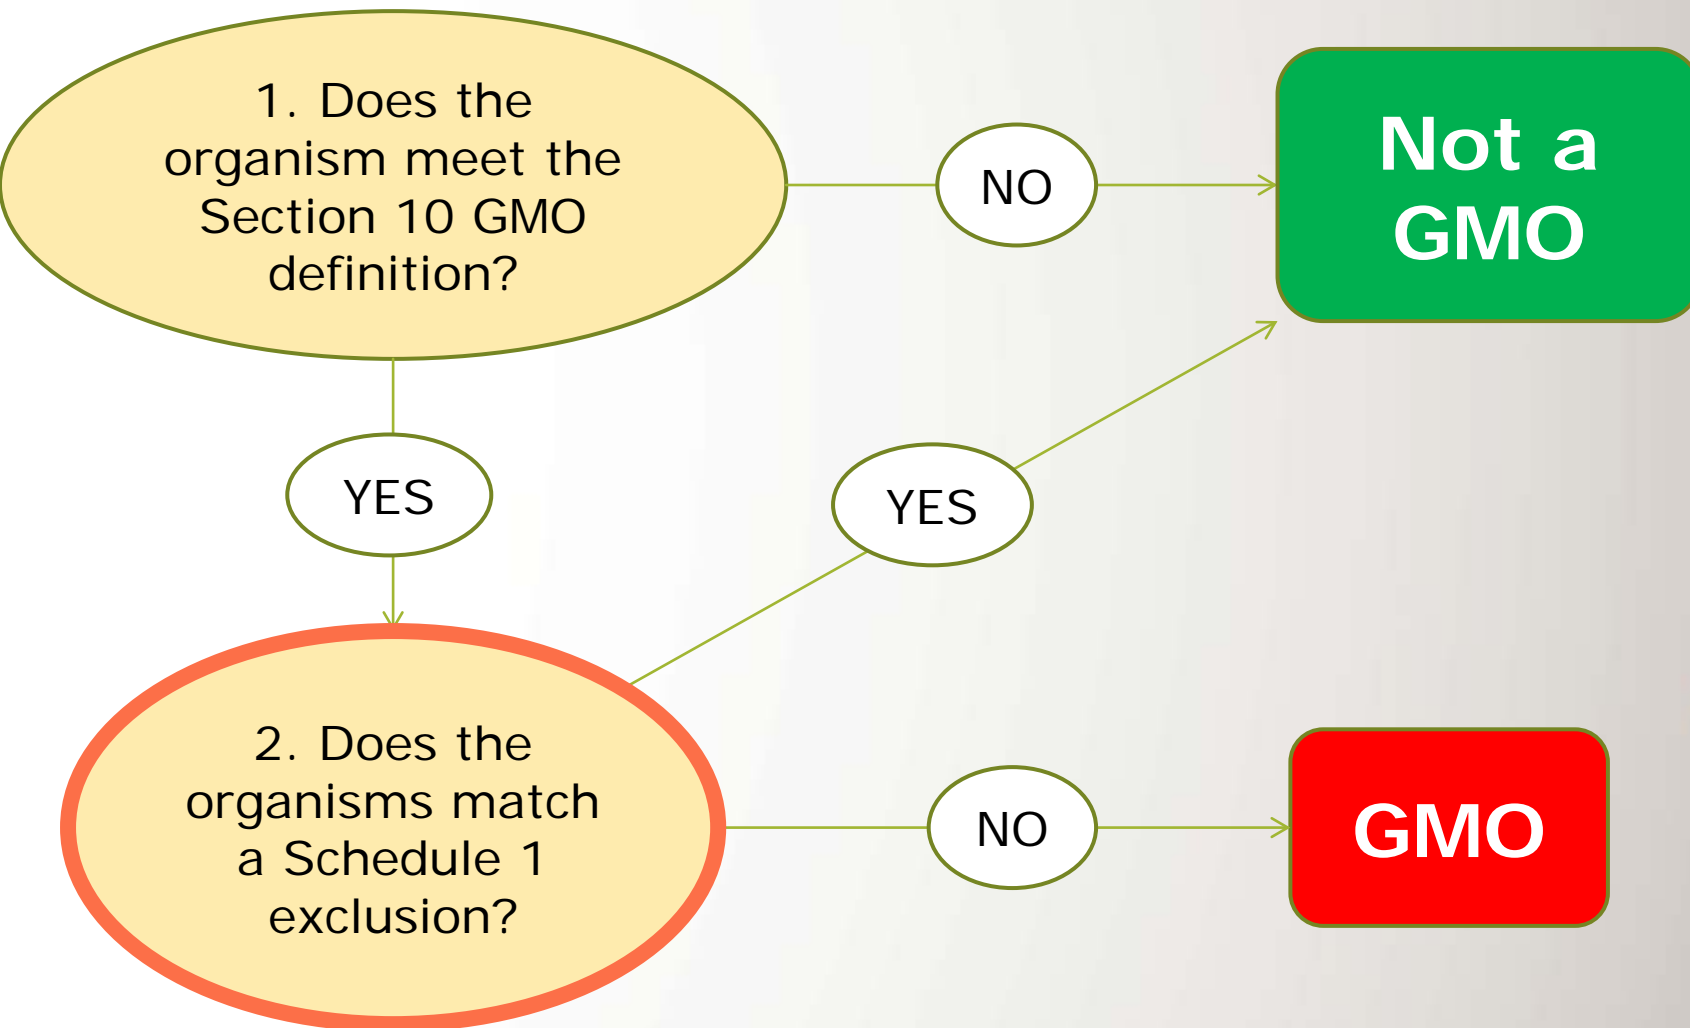 1. Does the
organism meet the
Section 10 GMO
definition?
NO
Not a
GMO
YES
YES
2. Does the
organisms match
a Schedule 1
exclusion?
NO
GMO